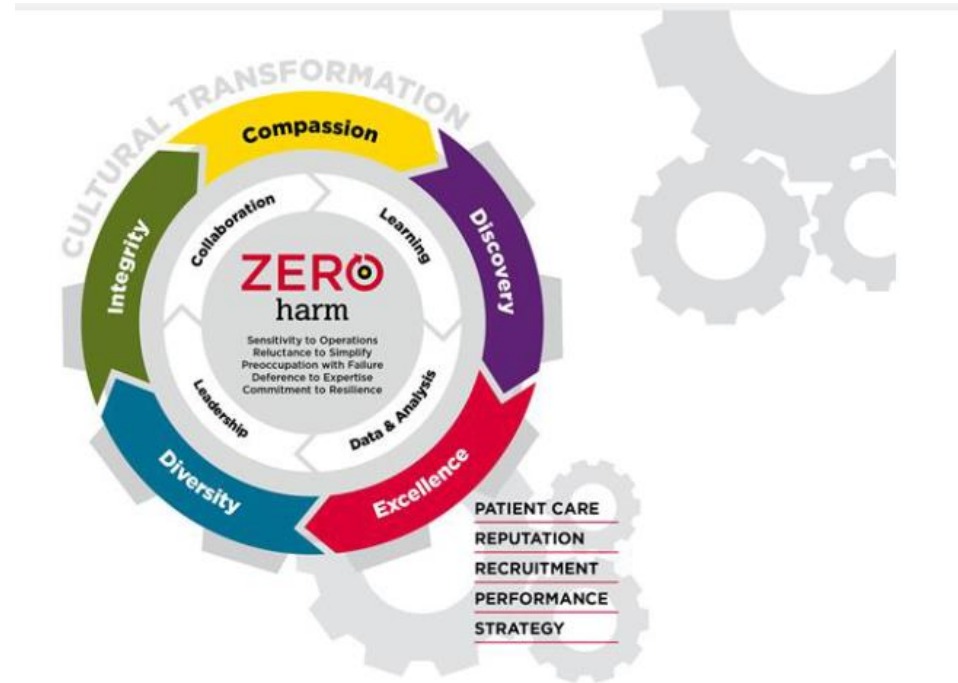 CULTURAL TRANSFORMATION
Compassion
Discovery
Excellence
Diversity
Integrity
Collaboration
Learning
Data & Analysis
Leadership
ZERO
harm
Sensitivity to Operations
Reluctance to Simplify
Preoccupation with Failure
Deference to Expertise
Commitment to Resilience
PATIENT CARE
REPUTATION
RECRUITMENT
PERFORMANCE
STRATEGY